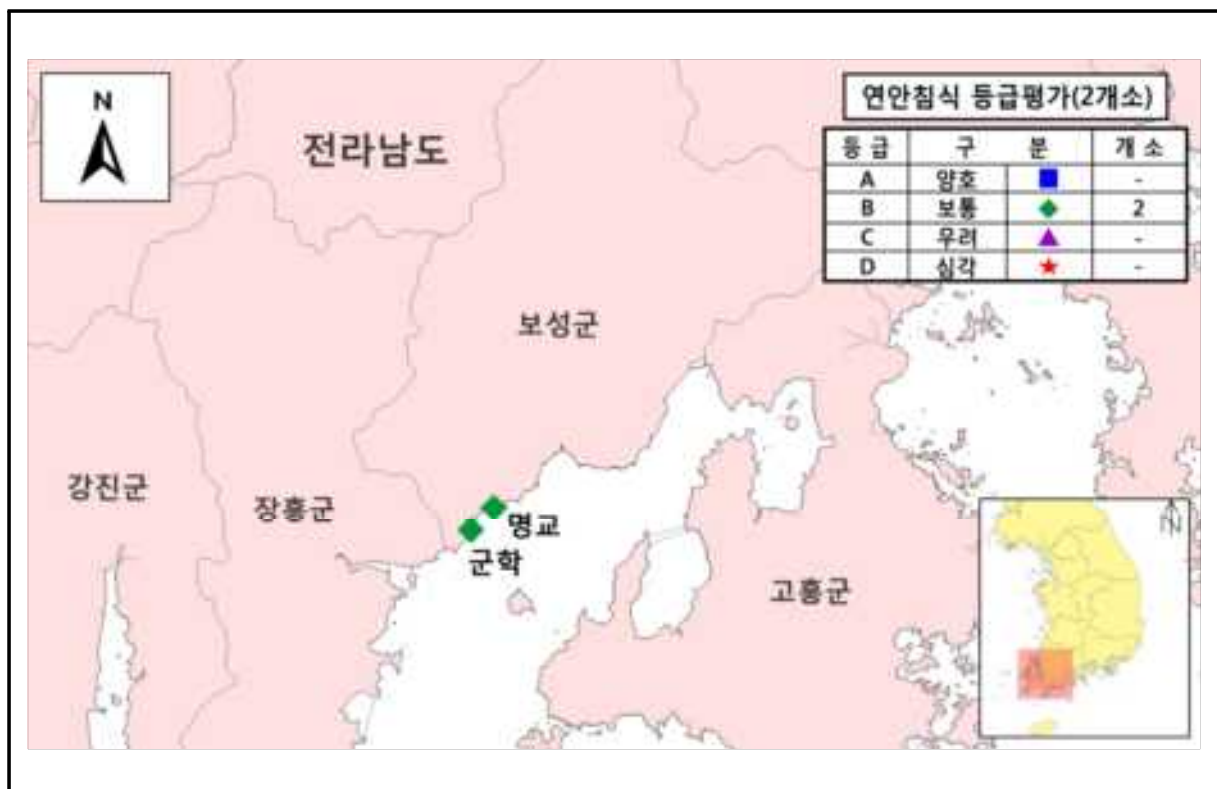 N
전라남도
연안침식 등급평가(2개소)
등 급 구 분 개 소
A 양호 -
B 보통 2
C 우려 -
D 심각 -
보성군
강진군
장흥군
명교
군학
고흥군
N